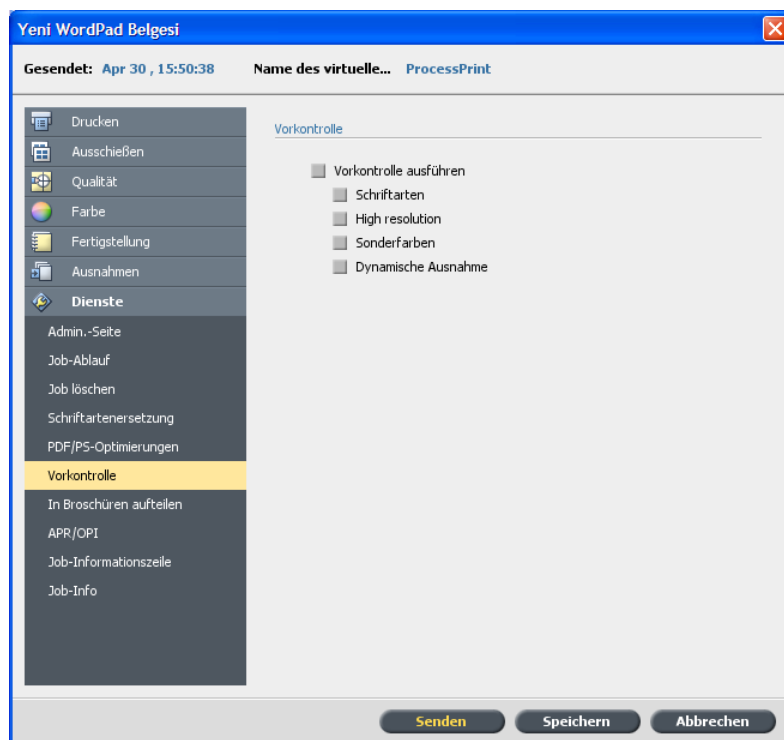 Yeni WordPad Belgesi
Gesendet: Apr 30 , 15:50:38 Name des virtuelle... ProcessPrint
Drucken
Ausschießen
Qualität
Farbe
Fertigstellung
Ausnahmen
Dienste
Admin.-Seite
Job-Ablauf
Job löschen
Schriftartenersetzung
PDF/PS-Optimierungen
Vorkontrolle
In Broschüren aufteilen
APR/OPI
Job-Informationszeile
Job-Info
Vorkontrolle
Vorkontrolle ausführen
Schriftarten
High resolution
Sonderfarben
Dynamische Ausnahme
Senden Speichern Abbrechen